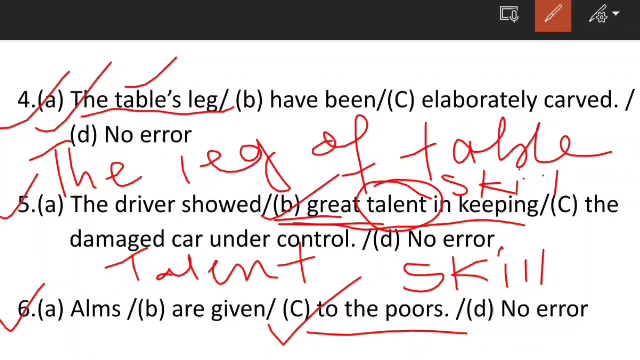 4.(a) The table's leg/ (b) have been/(C) elaborately carved. /
(d) No error
The leg of table
skill
5.(a) The driver showed/(b) great talent in keeping/(C) the
damaged car under control. /(d) No error
Talent skill
6.(a) Alms /(b) are given/ (C) to the poors. /(d) No error